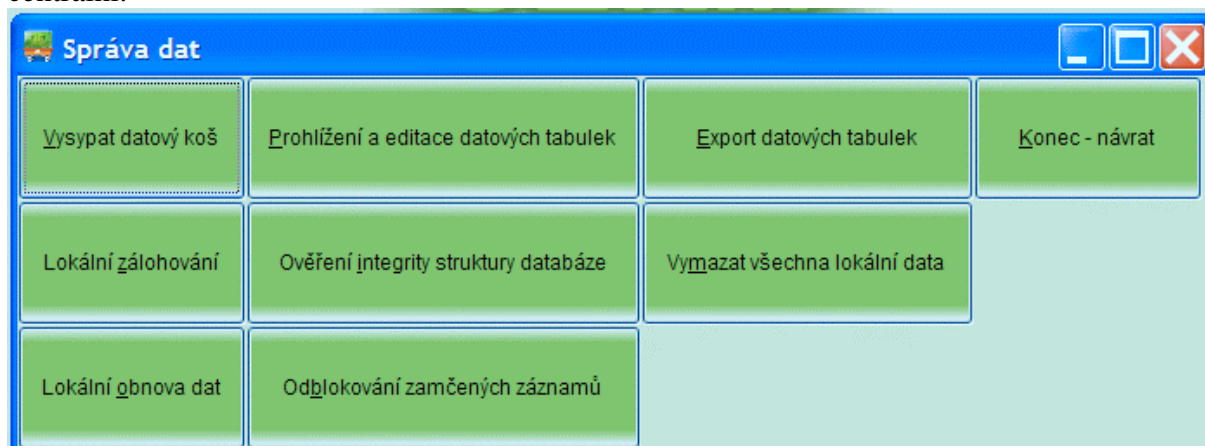 Správa dat
Vysypat datový koš
Prohlížení a editace datových tabulek
Export datových tabulek
Konec - návrat
Lokální zálohování
Ověření integrity struktury databáze
Vymazat všechna lokální data
Lokální obnova dat
Odblokování zamčených záznamů